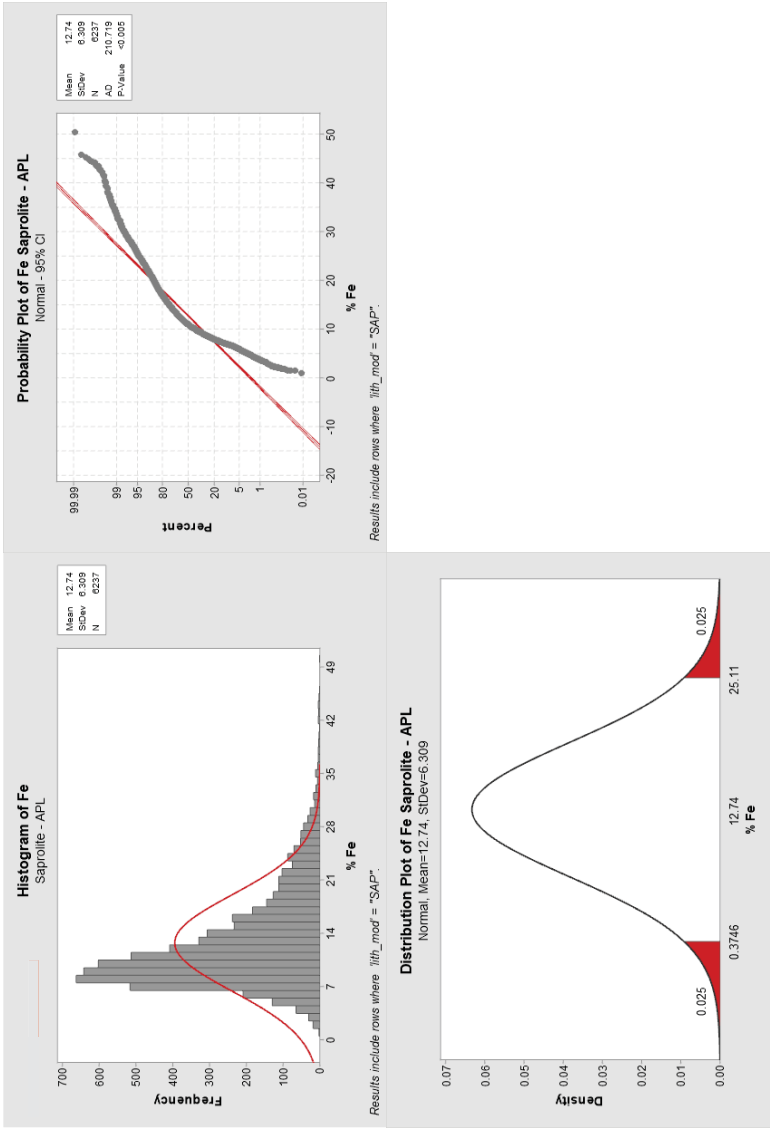 Histogram of Fe
Saprolite - APL
Mean 12.74
StDev 6.309
N 6237
Frequency
700
600
500
400
300
200
100
0
0 7 14 21 28 35 42 49
% Fe
Results include rows where 'lith_mod' = "SAP".
Probability Plot of Fe Saprolite - APL
Normal - 95% CI
Mean 12.74
StDev 6.309
N 6237
AD 210.719
P-Value <0.005
Percent
99.99
99
95
80
50
20
5
1
0.01
-20 -10 0 10 20 30 40 50
% Fe
Results include rows where 'lith_mod' = "SAP".
Distribution Plot of Fe Saprolite - APL
Normal, Mean=12.74, StDev=6.309
Density
0.07
0.06
0.05
0.04
0.03
0.02
0.01
0.00
0.025 0.025
0.3746 12.74 25.11
% Fe